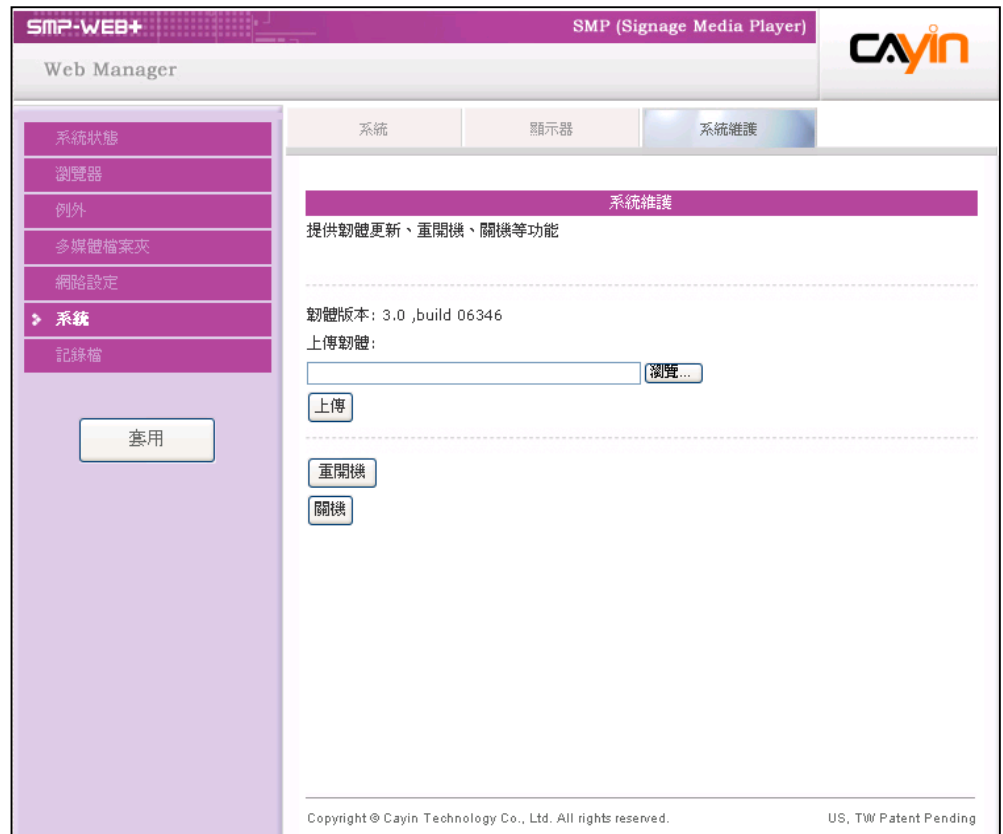 SMP-WEB+
SMP (Signage Media Player)
CAYIN
Web Manager
系統狀態
瀏覽器
例外
多媒體檔案夾
網路設定
系統
記錄檔
套用
系統
顯示器
系統維護
系統維護
提供韌體更新、重開機、關機等功能
韌體版本: 3.0 ,build 06346
上傳韌體:
瀏覽...
上傳
重開機
關機
Copyright © Cayin Technology Co., Ltd. All rights reserved.
US, TW Patent Pending